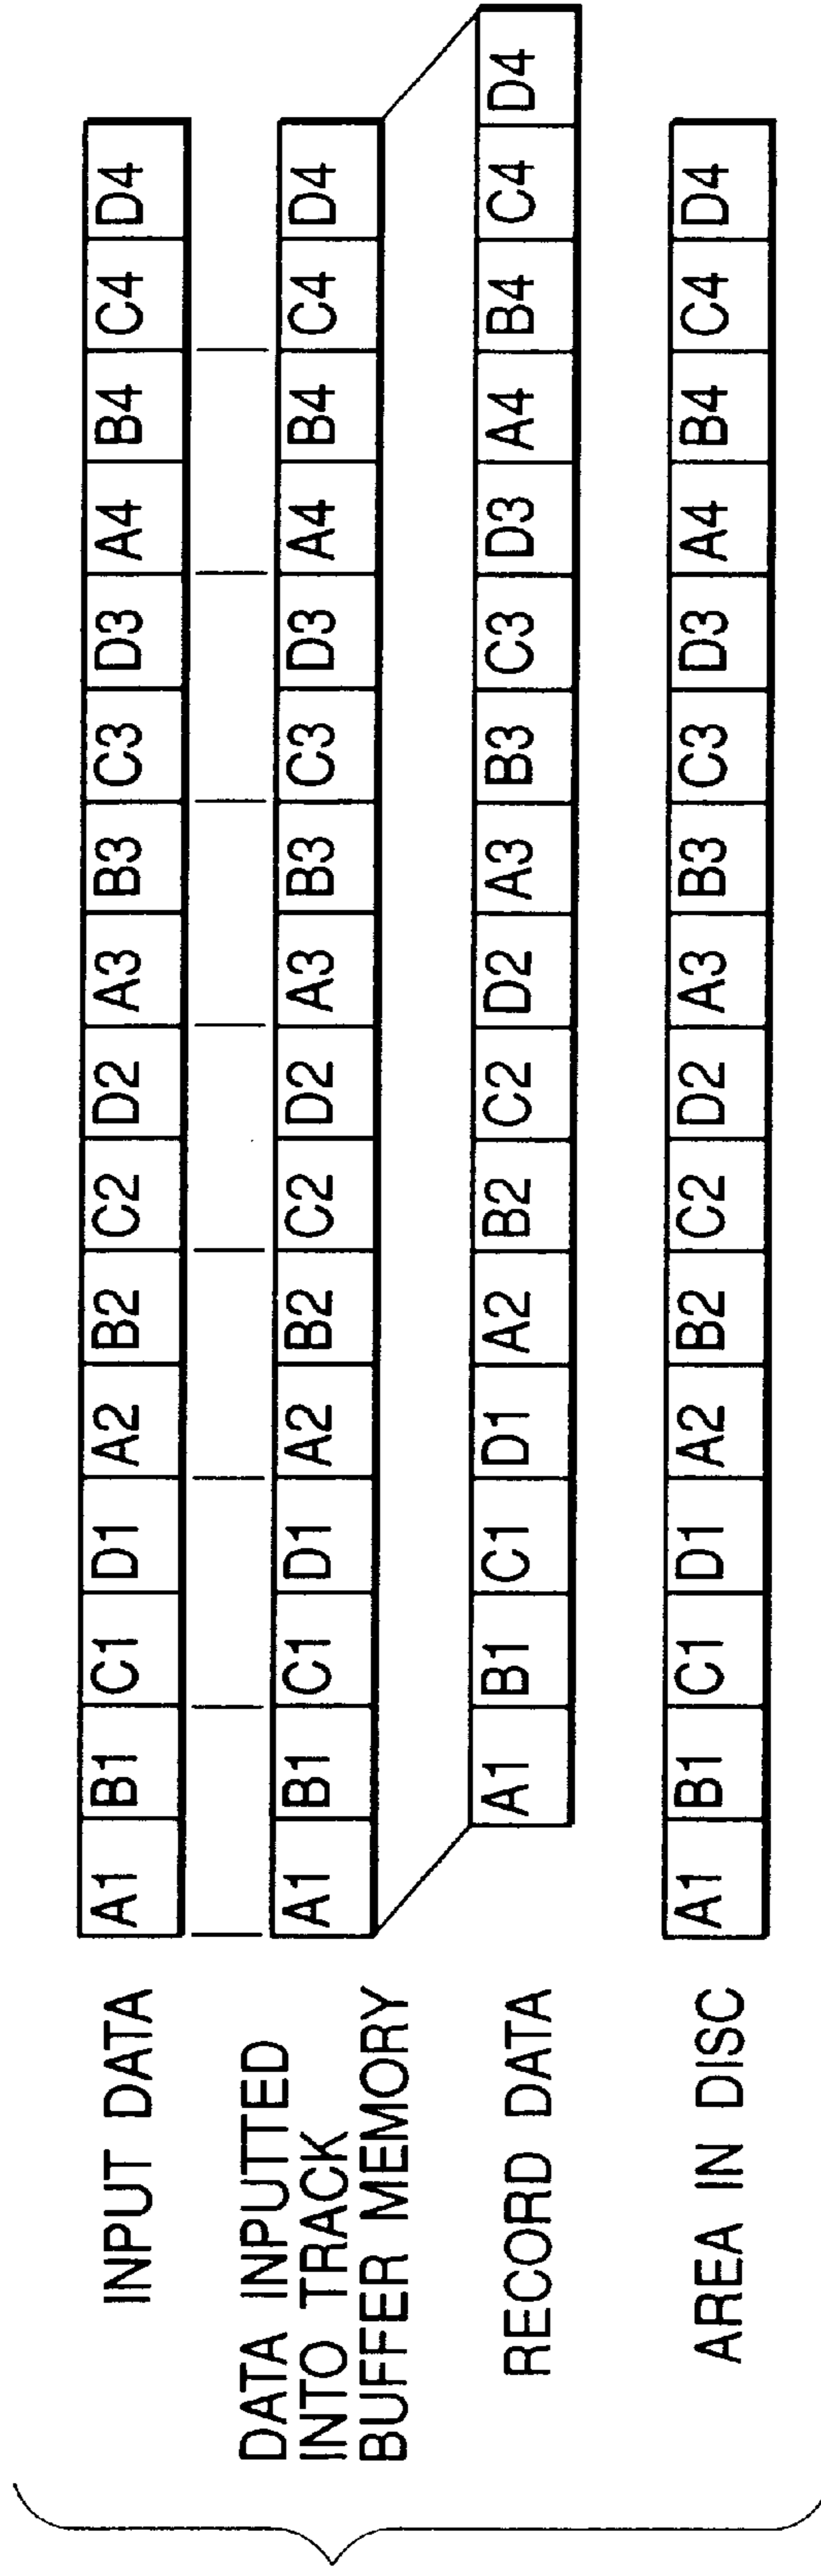 INPUT DATA
A1 B1 C1 D1 A2 B2 C2 D2 A3 B3 C3 D3 A4 B4 C4 D4
DATA INPUTTED
INTO TRACK
BUFFER MEMORY
A1 B1 C1 D1 A2 B2 C2 D2 A3 B3 C3 D3 A4 B4 C4 D4
RECORD DATA
A1 B1 C1 D1 A2 B2 C2 D2 A3 B3 C3 D3 A4 B4 C4 D4
AREA IN DISC
A1 B1 C1 D1 A2 B2 C2 D2 A3 B3 C3 D3 A4 B4 C4 D4